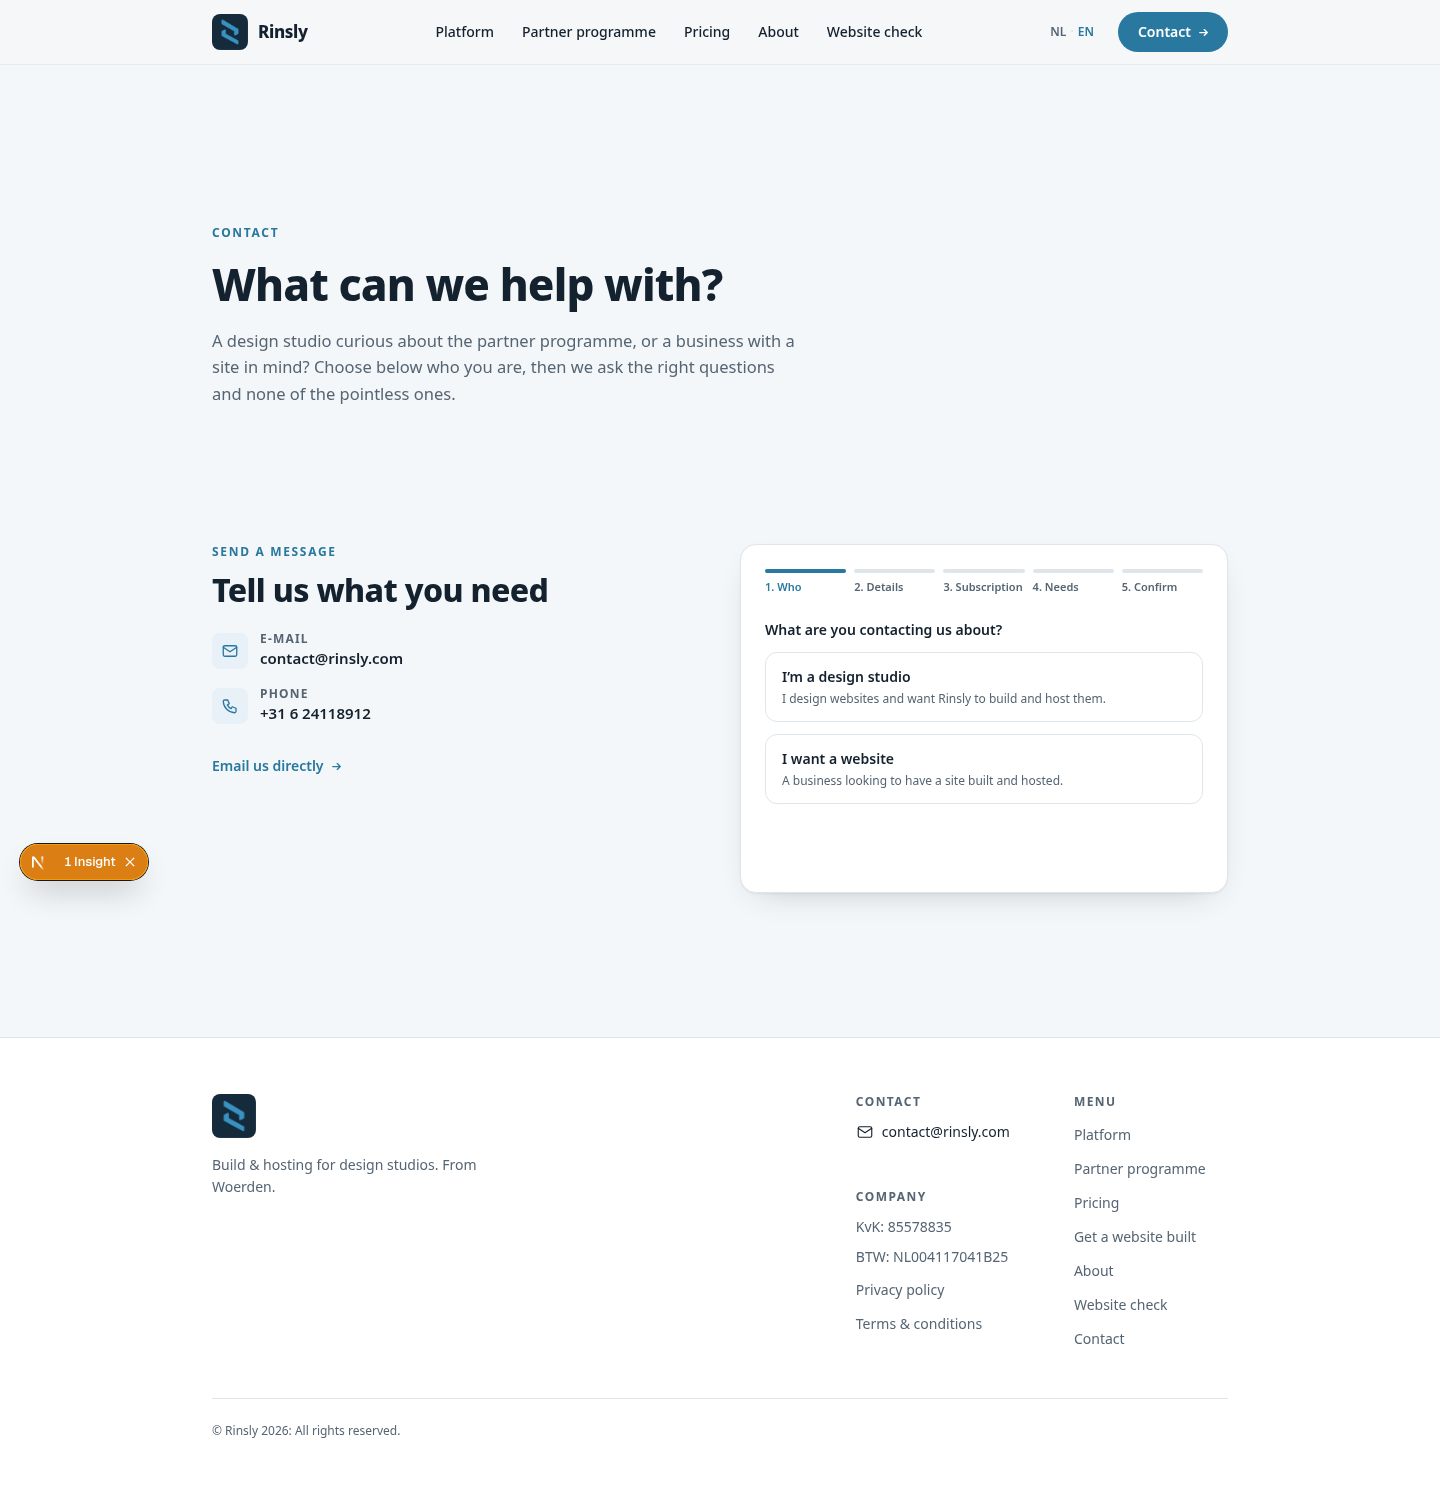 Rinsly
Platform
Partner programme
Pricing
About
Website check
NL · EN
Contact →
CONTACT
What can we help with?
A design studio curious about the partner programme, or a business with a
site in mind? Choose below who you are, then we ask the right questions
and none of the pointless ones.
SEND A MESSAGE
Tell us what you need
E-MAIL
contact@rinsly.com
PHONE
+31 6 24118912
Email us directly →
1. Who
2. Details
3. Subscription
4. Needs
5. Confirm
What are you contacting us about?
I’m a design studio
I design websites and want Rinsly to build and host them.
I want a website
A business looking to have a site built and hosted.
N 1 Insight ×
Build & hosting for design studios. From
Woerden.
CONTACT
contact@rinsly.com
COMPANY
KvK: 85578835
BTW: NL004117041B25
Privacy policy
Terms & conditions
MENU
Platform
Partner programme
Pricing
Get a website built
About
Website check
Contact
© Rinsly 2026: All rights reserved.